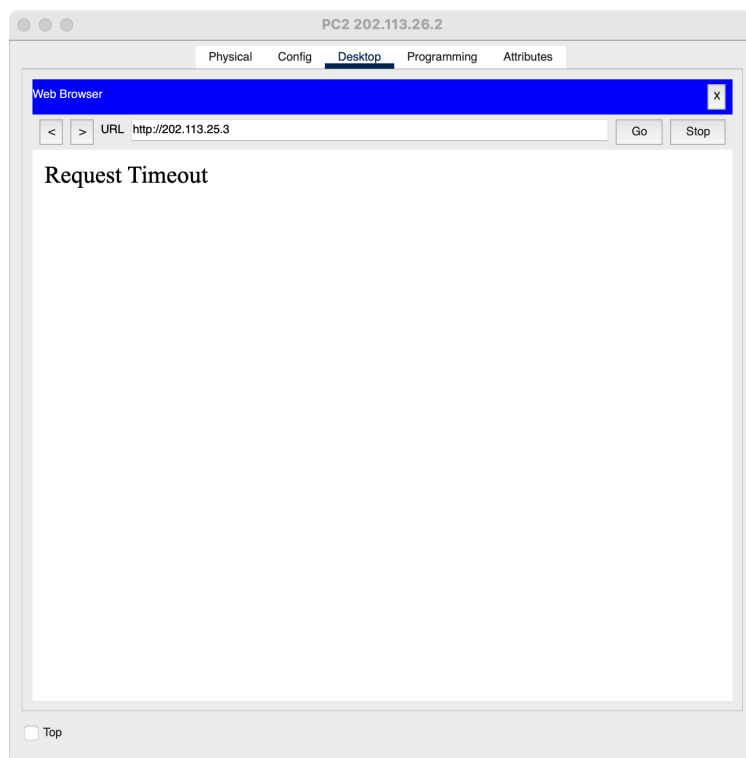 PC2 202.113.26.2
Physical Config Desktop Programming Attributes
Web Browser X
< > URL http://202.113.25.3 Go Stop
Request Timeout
Top